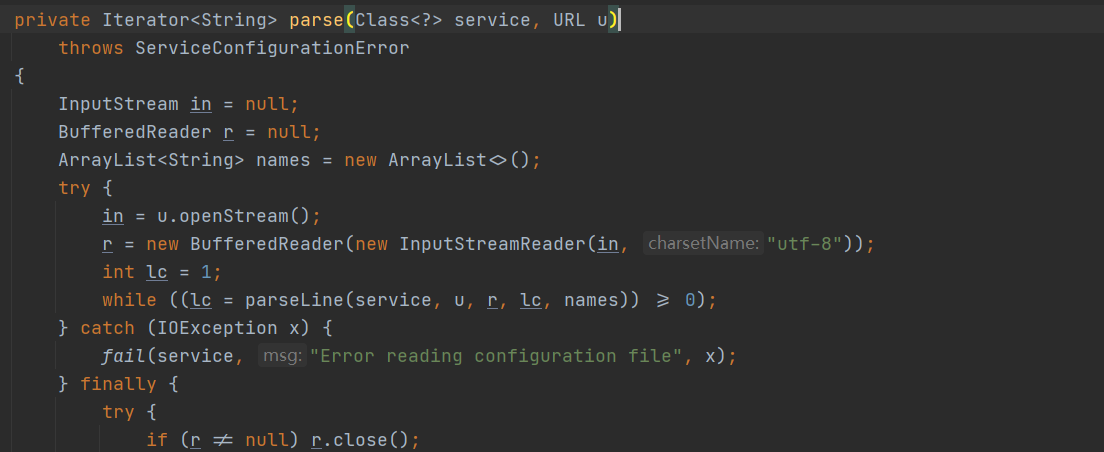 private Iterator<String> parse(Class<?> service, URL u)
throws ServiceConfigurationError
{
InputStream in = null;
BufferedReader r = null;
ArrayList<String> names = new ArrayList<>();
try {
in = u.openStream();
r = new BufferedReader(new InputStreamReader(in, charsetName: "utf-8"));
int lc = 1;
while ((lc = parseLine(service, u, r, lc, names)) >= 0);
} catch (IOException x) {
fail(service, msg: "Error reading configuration file", x);
} finally {
try {
if (r != null) r.close();